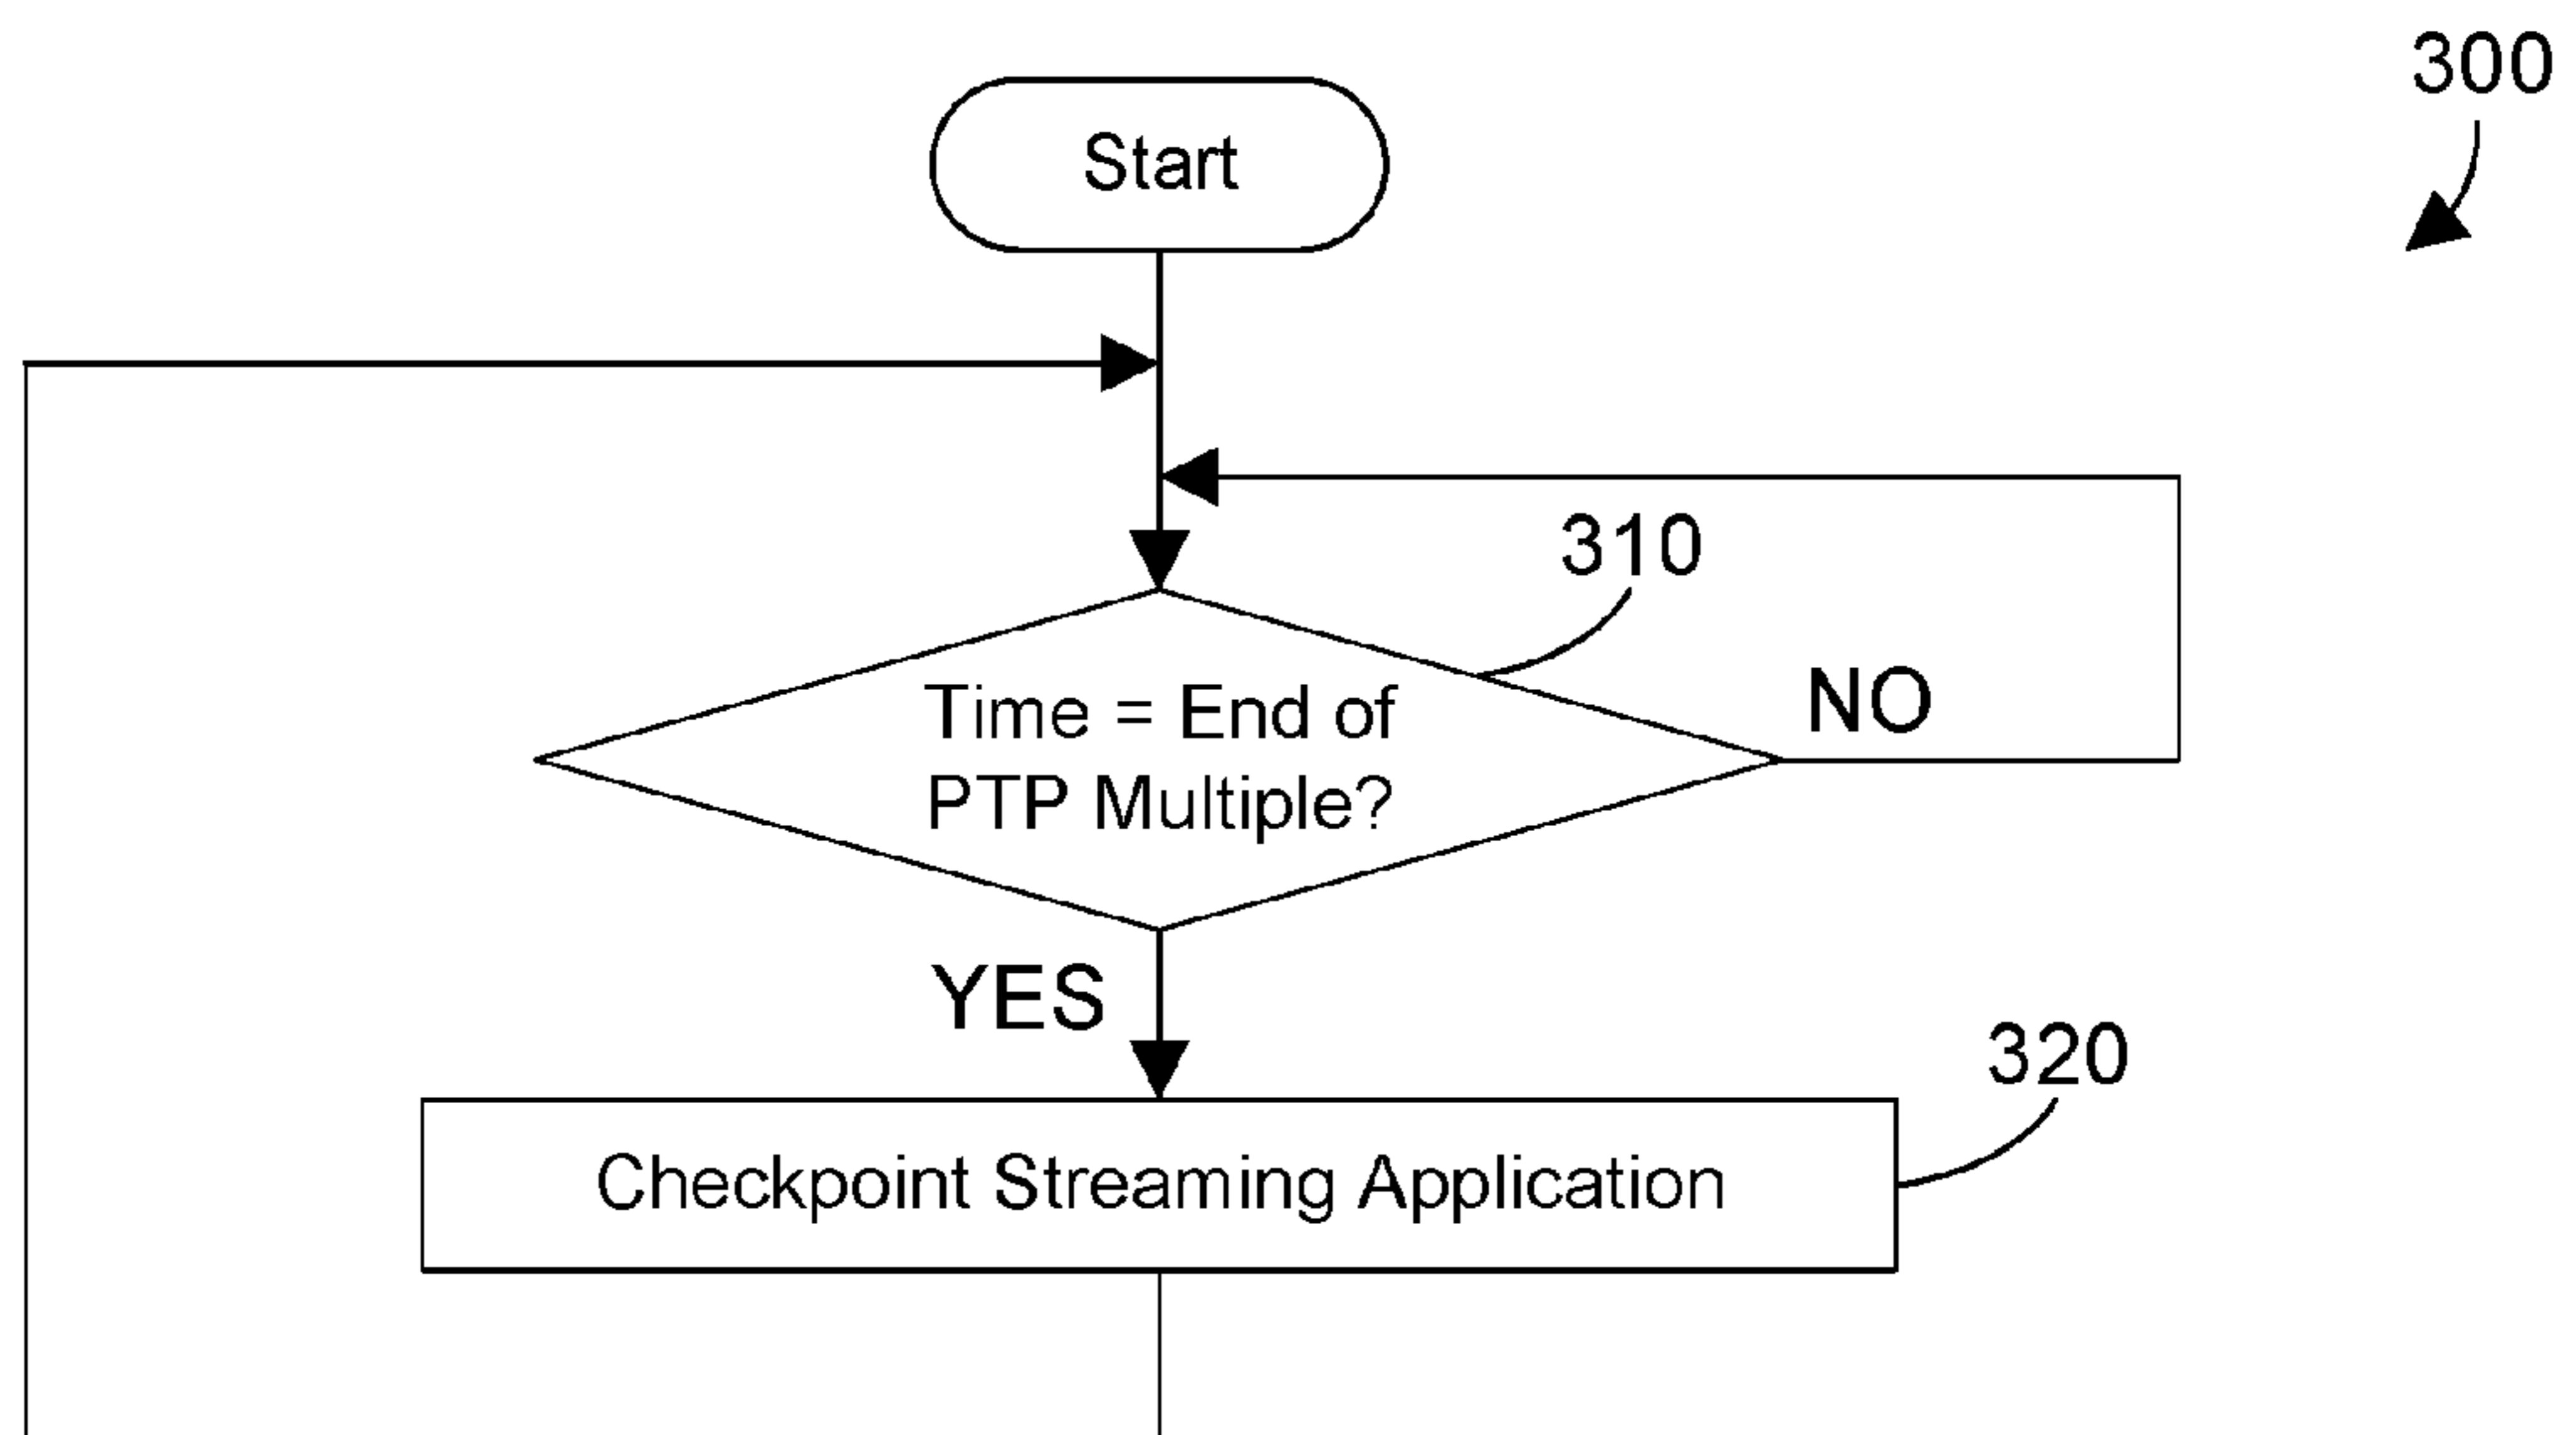 300
Start
310
Time = End of
PTP Multiple?
NO
YES
320
Checkpoint Streaming Application